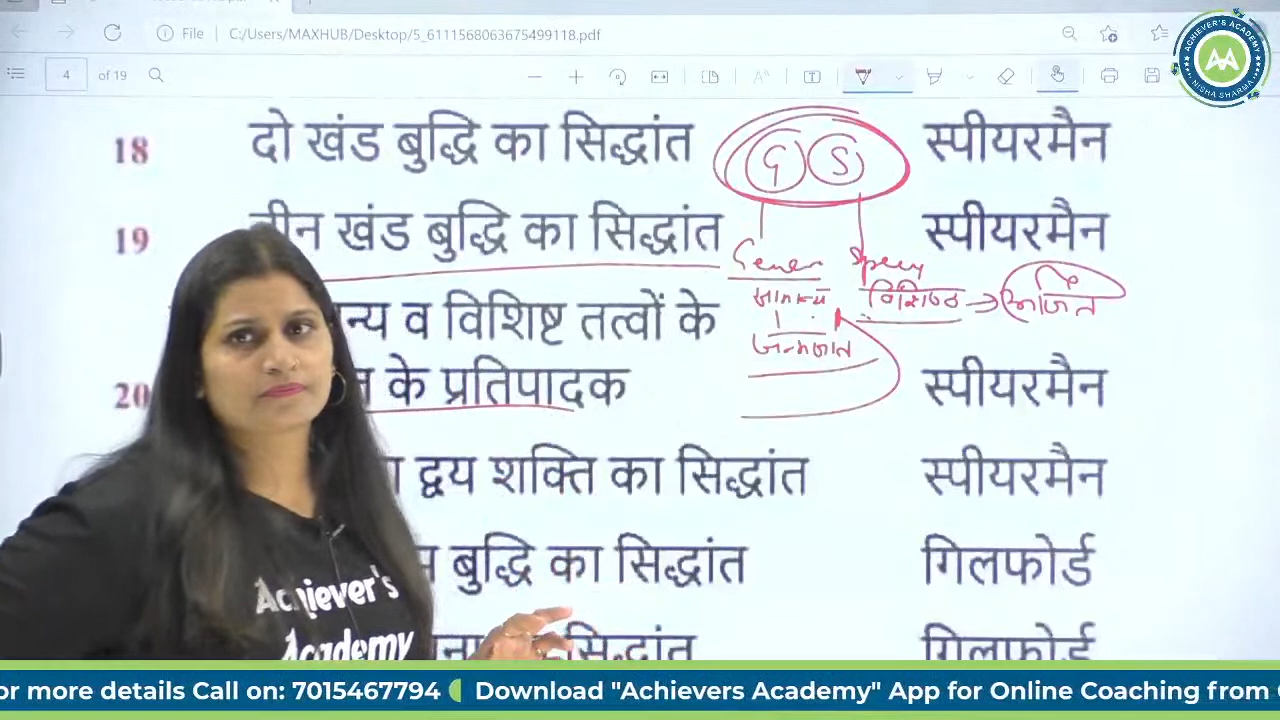 File C:/Users/MAXHUB/Desktop/5_6111568063675499118.pdf
4 of 19
ACHIEVER'S ACADEMY
NISHA SHARMA
18 दो खंड बुद्धि का सिद्धांत G S स्पीयरमैन
19 तीन खंड बुद्धि का सिद्धांत स्पीयरमैन
सामान्य विशिष्ट → अर्जित
न्य व विशिष्ट तत्वों के
जन्मजात
20 के प्रतिपादक स्पीयरमैन
द्वय शक्ति का सिद्धांत स्पीयरमैन
बुद्धि का सिद्धांत गिलफोर्ड
सिद्धांत गिलफोर्ड
Achiever's
Academy
or more details Call on: 7015467794 Download "Achievers Academy" App for Online Coaching from